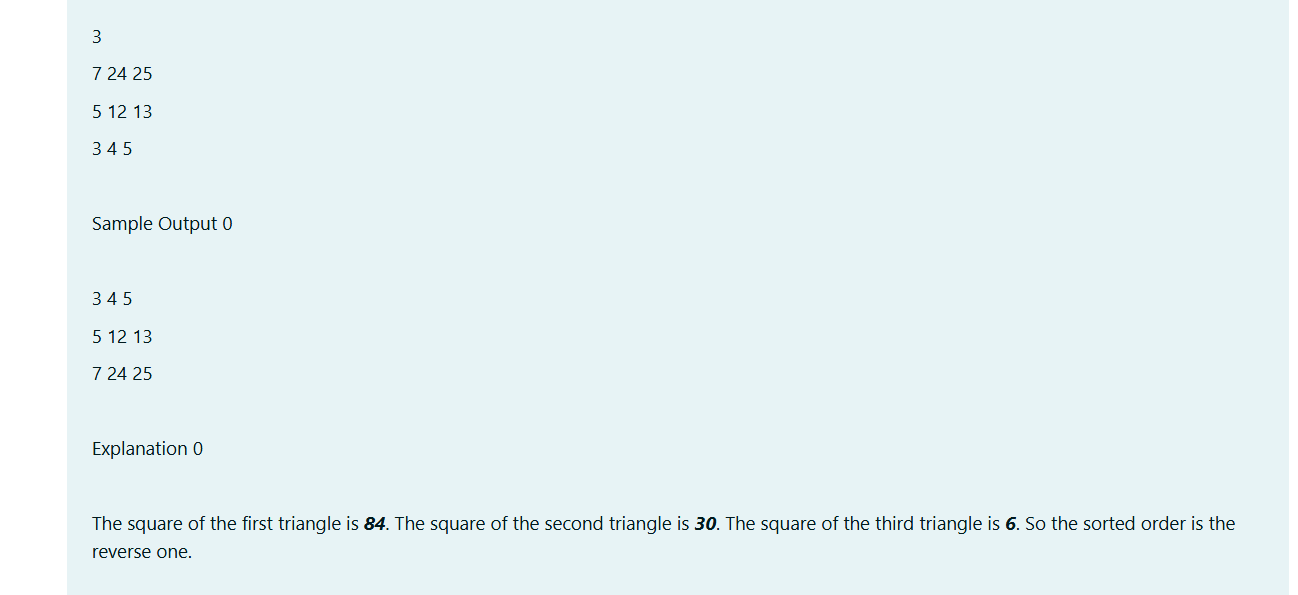 3
7 24 25
5 12 13
3 4 5
Sample Output 0
3 4 5
5 12 13
7 24 25
Explanation 0
The square of the first triangle is 84. The square of the second triangle is 30. The square of the third triangle is 6. So the sorted order is the
reverse one.